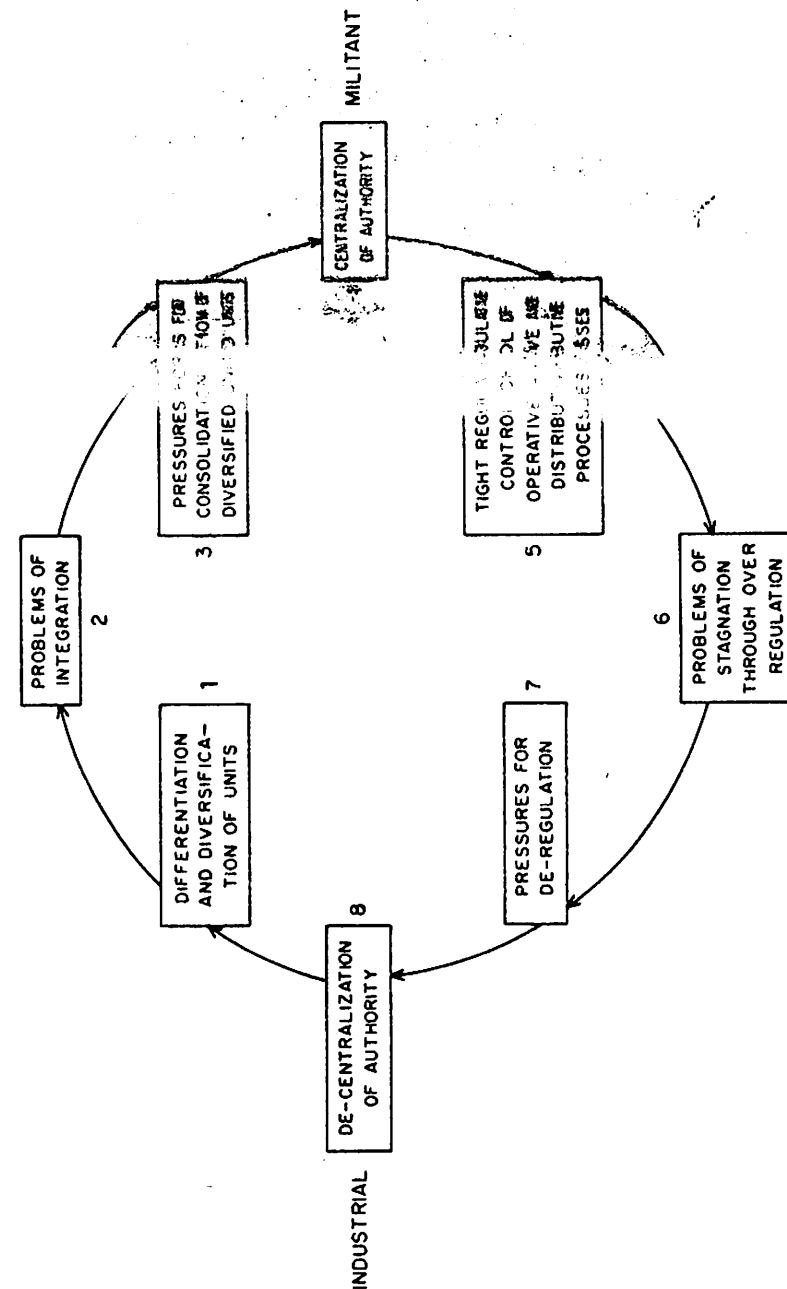 MILITANT
CENTRALIZATION
OF AUTHORITY
PRESSURES FOR
CONSOLIDATION OF
DIVERSIFIED UNITS
3
TIGHT
CONTROL OF
OPERATIVE
PROCESSES
5
PROBLEMS OF
INTEGRATION
2
6
PROBLEMS OF
STAGNATION
THROUGH OVER
REGULATION
DIFFERENTIATION
AND DIVERSIFICA-
TION OF UNITS
1
7
PRESSURES FOR
DE-REGULATION
8
DE-CENTRALIZATION
OF AUTHORITY
INDUSTRIAL